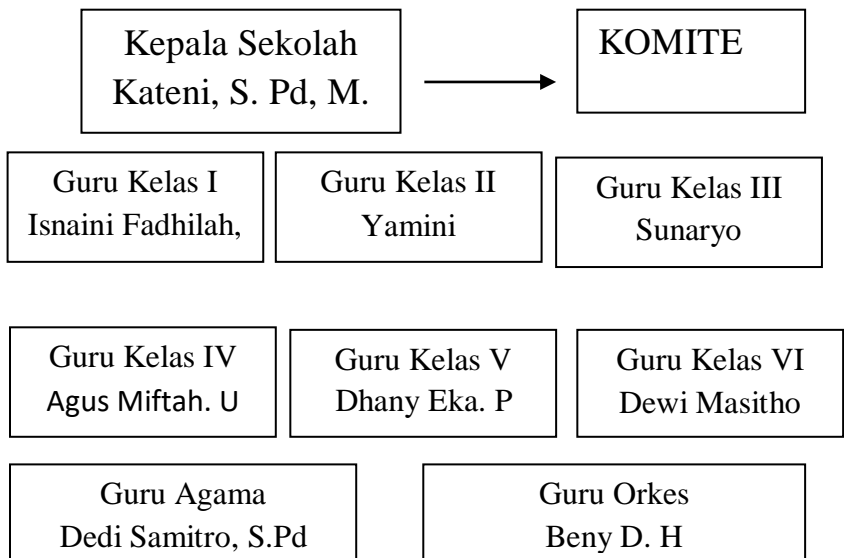 Kepala Sekolah
Kateni, S. Pd, M.
KOMITE
Guru Kelas I
Isnaini Fadhilah,
Guru Kelas II
Yamini
Guru Kelas III
Sunaryo
Guru Kelas IV
Agus Miftah. U
Guru Kelas V
Dhany Eka. P
Guru Kelas VI
Dewi Masitho
Guru Agama
Dedi Samitro, S.Pd
Guru Orkes
Beny D. H